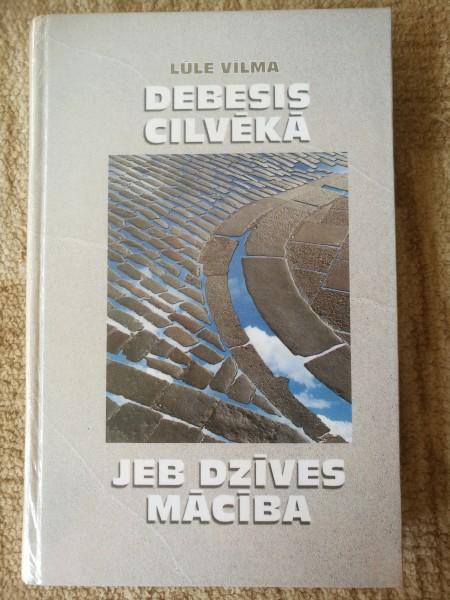 LŪLE VILMA
DEBESIS
CILVĒKĀ
JEB DZĪVES
MĀCĪBA